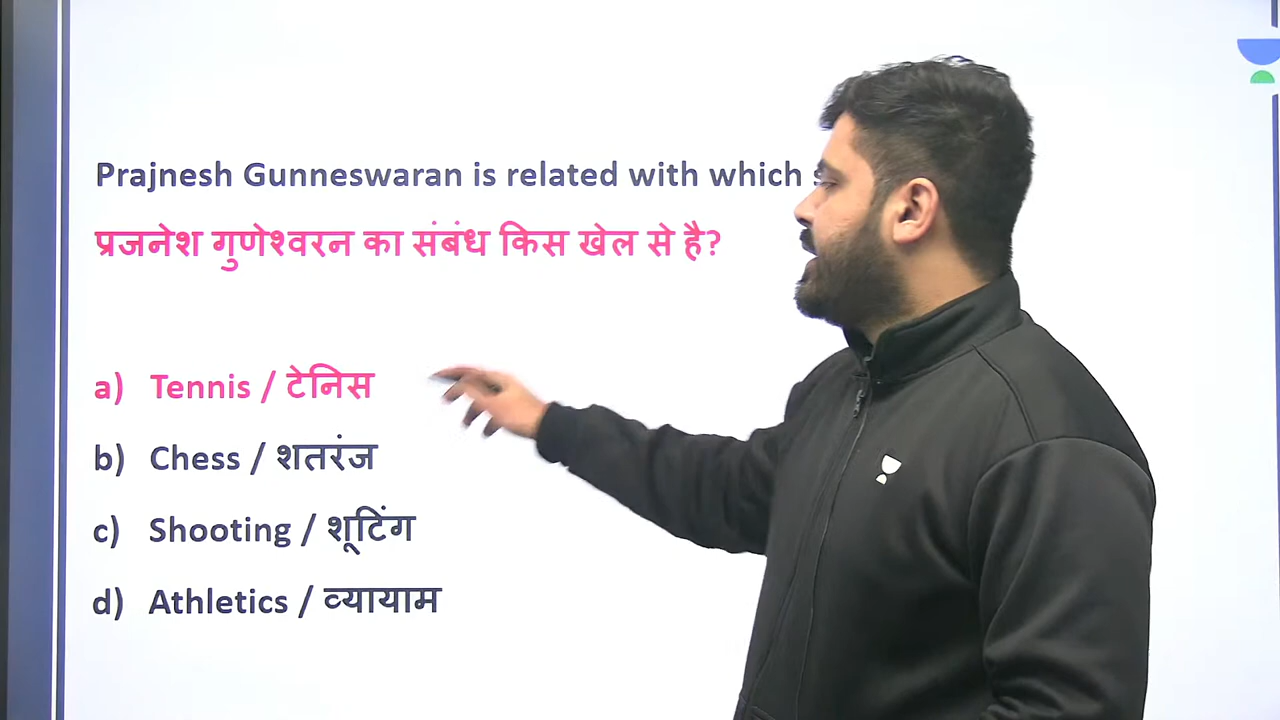 Prajnesh Gunneswaran is related with which
प्रजनेश गुणेश्वरन का संबंध किस खेल से है?
a) Tennis / टेनिस
b) Chess / शतरंज
c) Shooting / शूटिंग
d) Athletics / व्यायाम